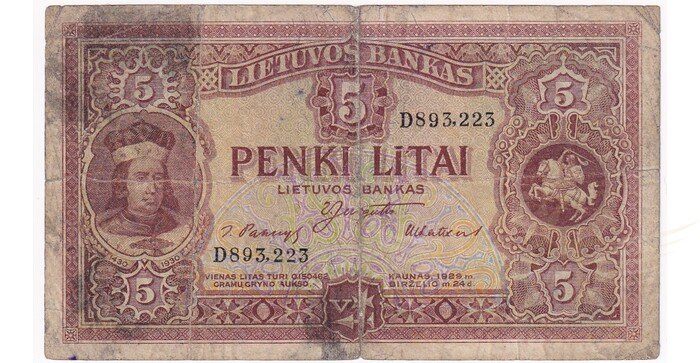 5 LIETUVOS BANKAS 5
5
D893,223
PENKI LITAI
LIETUVOS BANKAS
D893,223
1430 V 1930
VIENAS LITAS TURI 0,150462
GRAMŲ GRYNO AUKSO
KAUNAS, 1929 m.
BIRŽELIO m. 24 d.
5 5